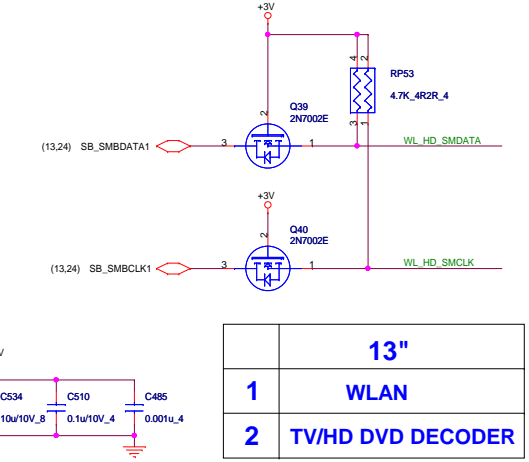 +3V
4 2
RP53
4.7K_4R2R_4
3 1
2
Q39
2N7002E
(13,24) SB_SMBDATA1
3 1
WL_HD_SMDATA
+3V
2
Q40
2N7002E
(13,24) SB_SMBCLK1
3 1
WL_HD_SMCLK
C534
10u/10V_8
C510
0.1u/10V_4
C485
0.001u_4
13"
1 WLAN
2 TV/HD DVD DECODER